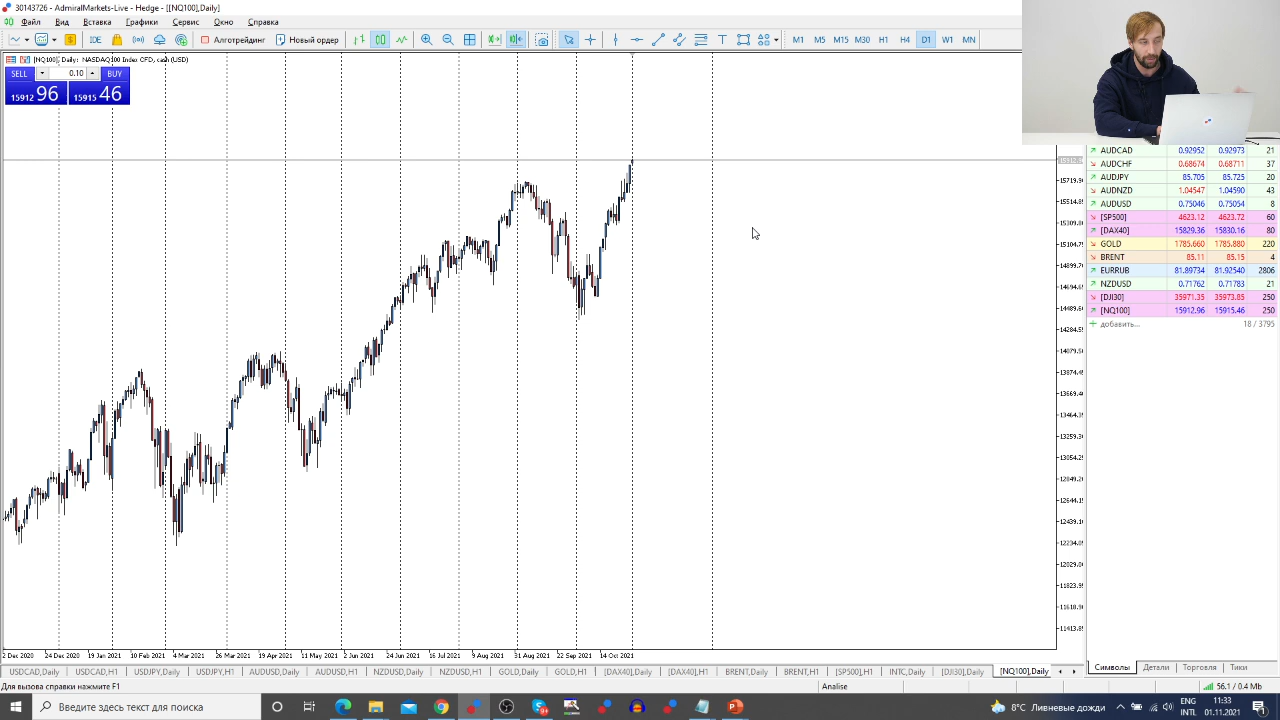 30143726 - AdmiralMarkets-Live - Hedge - [[NQ100],Daily]
Файл Вид Вставка Графики Сервис Окно Справка
IDE Алготрейдинг Новый ордер M1 M5 M15 M30 H1 H4 D1 W1 MN
[NQ100], Daily: NASDAQ100 Index CFD, cash (USD)
SELL 0.10 BUY
15912 96 15915 46
AUDCAD 0.92952 0.92973 21
AUDCHF 0.68674 0.68711 37
AUDJPY 85.705 85.725 20
AUDNZD 1.04547 1.04590 43
AUDUSD 0.75046 0.75054 8
[SP500] 4623.12 4623.72 60
[DAX40] 15829.36 15830.16 80
GOLD 1785.660 1785.880 220
BRENT 85.11 85.15 4
EURRUB 81.89734 81.92540 2806
NZDUSD 0.71762 0.71783 21
[DJI30] 35971.35 35973.85 250
[NQ100] 15912.96 15915.46 250
добавить... 18 / 3795
2 Dec 2020 24 Dec 2020 19 Jan 2021 10 Feb 2021 4 Mar 2021 26 Mar 2021 19 Apr 2021 11 May 2021 2 Jun 2021 24 Jun 2021 16 Jul 2021 9 Aug 2021 31 Aug 2021 22 Sep 2021 14 Oct 2021
USDCAD,Daily USDCAD,H1 USDJPY,Daily USDJPY,H1 AUDUSD,Daily AUDUSD,H1 NZDUSD,Daily NZDUSD,H1 GOLD,Daily GOLD,H1 [DAX40],Daily [DAX40],H1 BRENT,Daily BRENT,H1 [SP500],H1 INTC,Daily [DJI30],Daily [NQ100],Daily
Символы Детали Торговля Тики
Для вызова справки нажмите F1 Analise 56.1 / 0.4 Mb
Введите здесь текст для поиска
8°C Ливневые дожди
ENG
INTL
11:33
01.11.2021